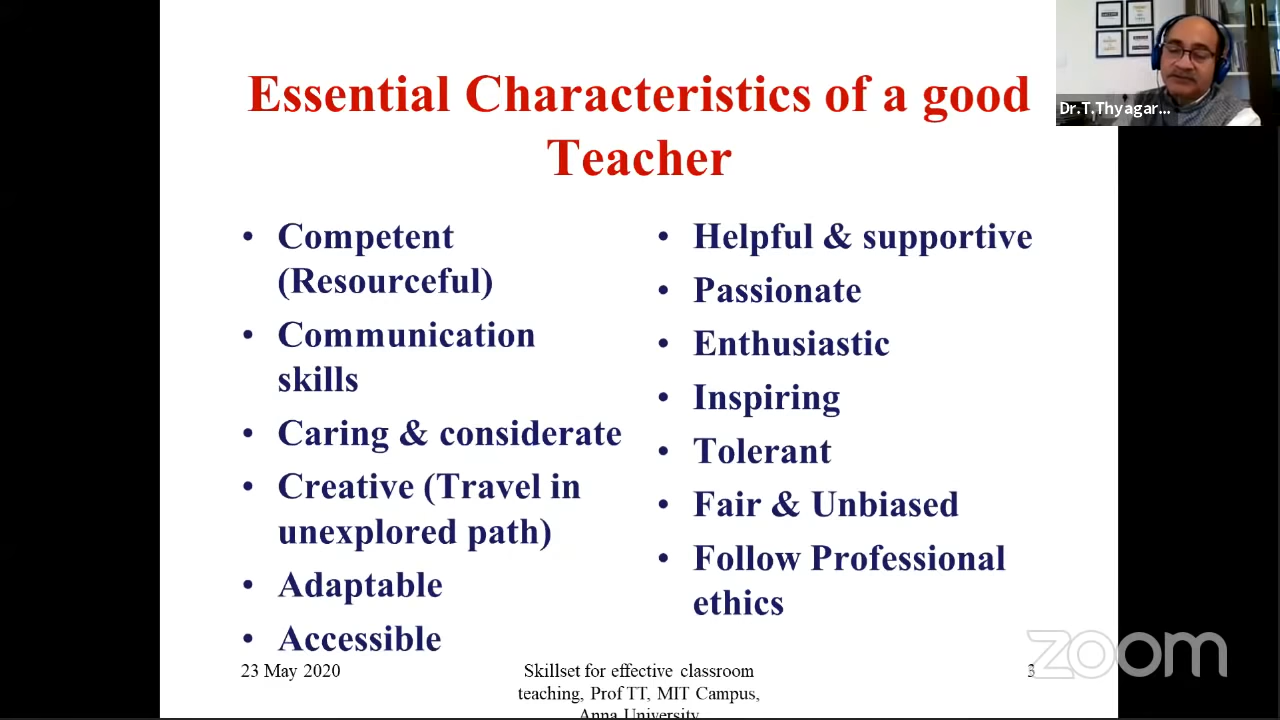 Essential Characteristics of a good
Teacher
• Competent
(Resourceful)
• Communication
skills
• Caring & considerate
• Creative (Travel in
unexplored path)
• Adaptable
• Accessible
• Helpful & supportive
• Passionate
• Enthusiastic
• Inspiring
• Tolerant
• Fair & Unbiased
• Follow Professional
ethics
23 May 2020
Skillset for effective classroom
teaching, Prof TT, MIT Campus,
Anna University
3
Dr.T.Thyagar...
zoom